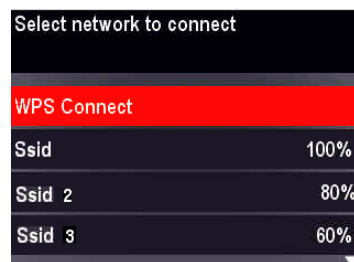 Select network to connect
WPS Connect
Ssid 100%
Ssid 2 80%
Ssid 3 60%